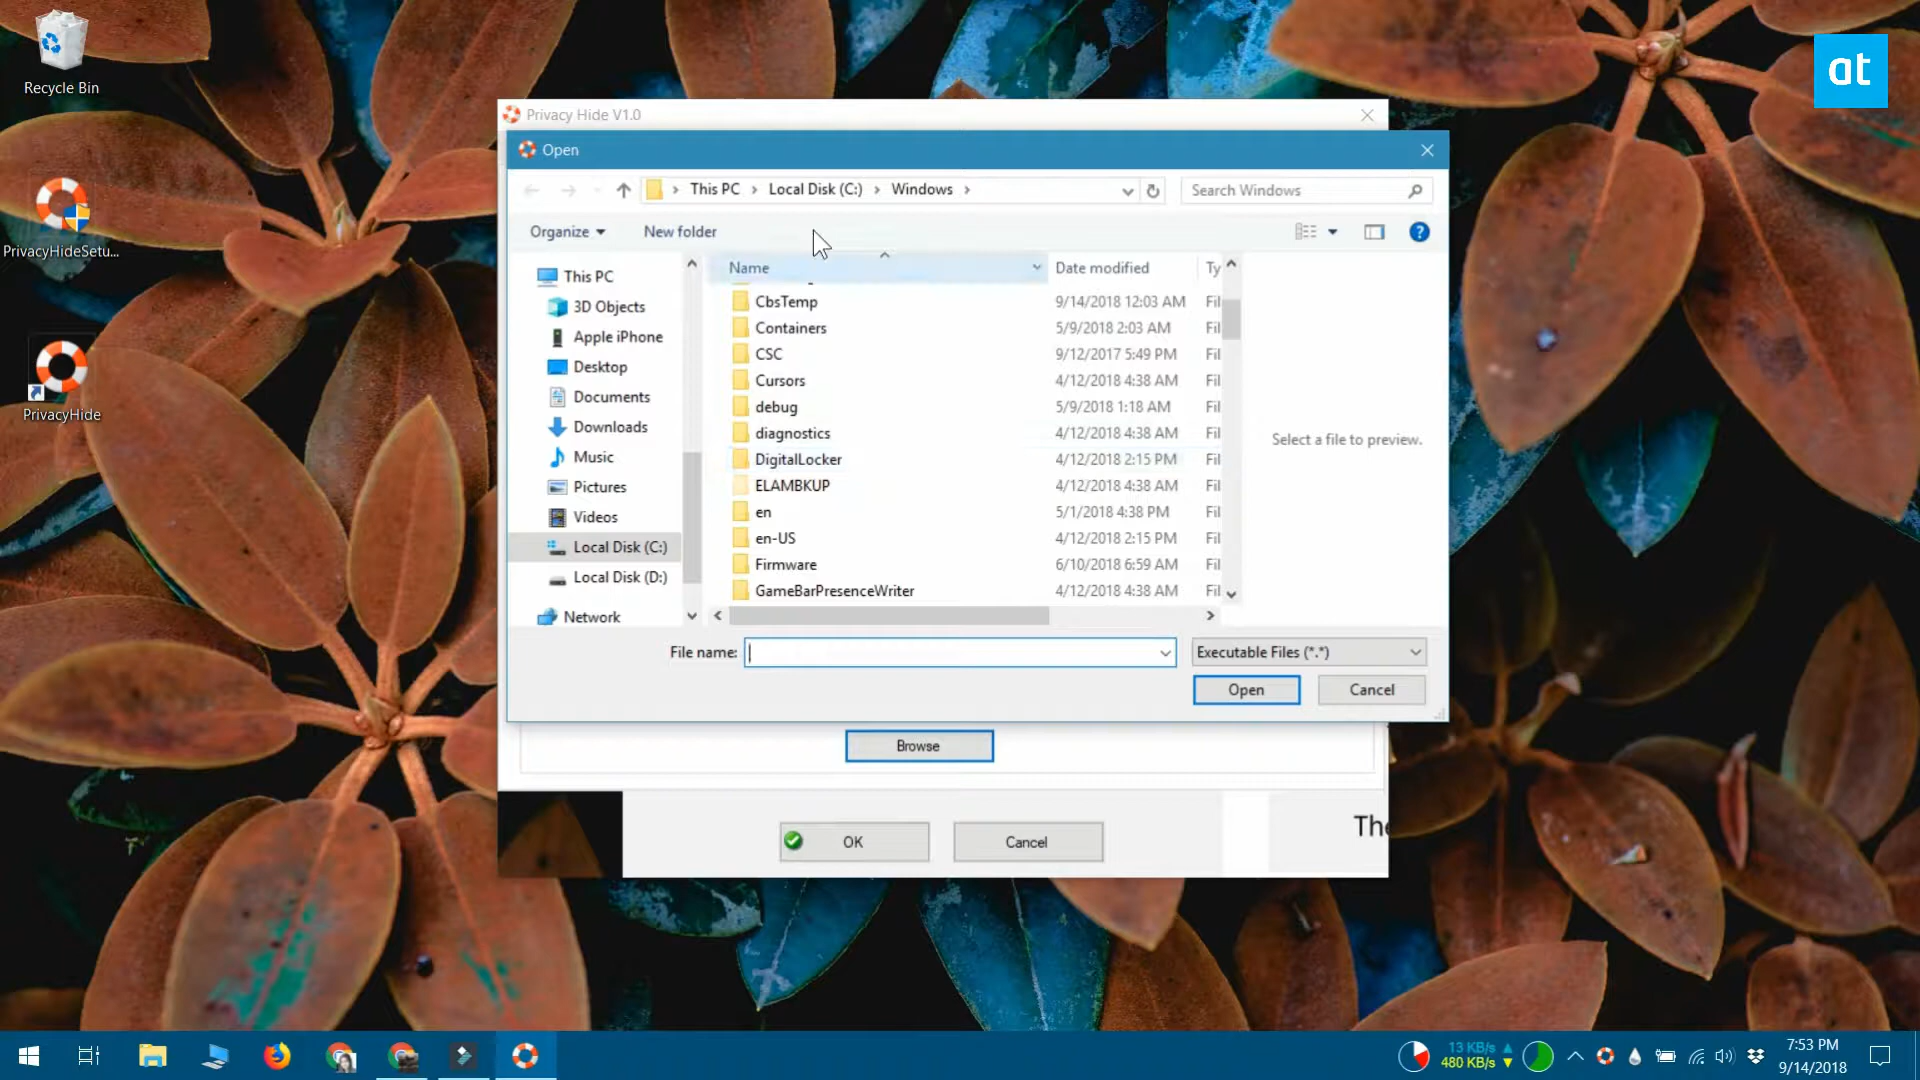 Recycle Bin
at
PrivacyHideSetu...
PrivacyHide
Privacy Hide V1.0
Open
This PC > Local Disk (C:) > Windows >
Search Windows
Organize
New folder
?
This PC
3D Objects
Apple iPhone
Desktop
Documents
Downloads
Music
Pictures
Videos
Local Disk (C:)
Local Disk (D:)
Network
Name Date modified Ty
CbsTemp 9/14/2018 12:03 AM Fil
Containers 5/9/2018 2:03 AM Fil
CSC 9/12/2017 5:49 PM Fil
Cursors 4/12/2018 4:38 AM Fil
debug 5/9/2018 1:18 AM Fil
diagnostics 4/12/2018 4:38 AM Fil
DigitalLocker 4/12/2018 2:15 PM Fil
ELAMBKUP 4/12/2018 4:38 AM Fil
en 5/1/2018 4:38 PM Fil
en-US 4/12/2018 2:15 PM Fil
Firmware 6/10/2018 6:59 AM Fil
GameBarPresenceWriter 4/12/2018 4:38 AM Fil
Select a file to preview.
File name:
Executable Files (*.*)
Open
Cancel
Browse
OK
Cancel
The
13 KB/s
480 KB/s
7:53 PM
9/14/2018